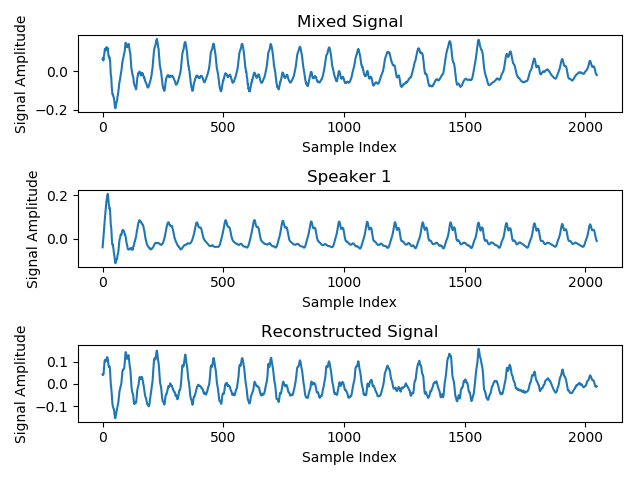 Mixed Signal
Signal Amplitude
0.0
−0.2
0 500 1000 1500 2000
Sample Index
Speaker 1
Signal Amplitude
0.2
0.0
0 500 1000 1500 2000
Sample Index
Reconstructed Signal
Signal Amplitude
0.1
0.0
−0.1
0 500 1000 1500 2000
Sample Index